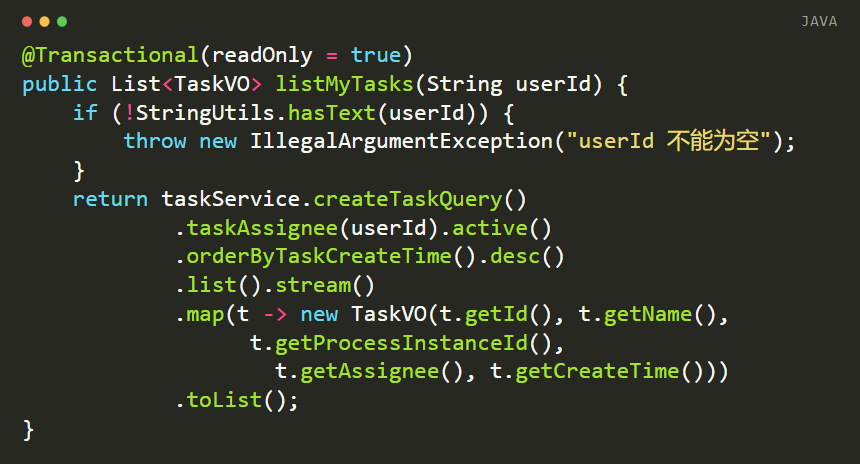 JAVA
@Transactional(readOnly = true)
public List<TaskVO> listMyTasks(String userId) {
    if (!StringUtils.hasText(userId)) {
        throw new IllegalArgumentException("userId 不能为空");
    }
    return taskService.createTaskQuery()
            .taskAssignee(userId).active()
            .orderByTaskCreateTime().desc()
            .list().stream()
            .map(t -> new TaskVO(t.getId(), t.getName(),
                  t.getProcessInstanceId(),
                    t.getAssignee(), t.getCreateTime()))
            .toList();
}